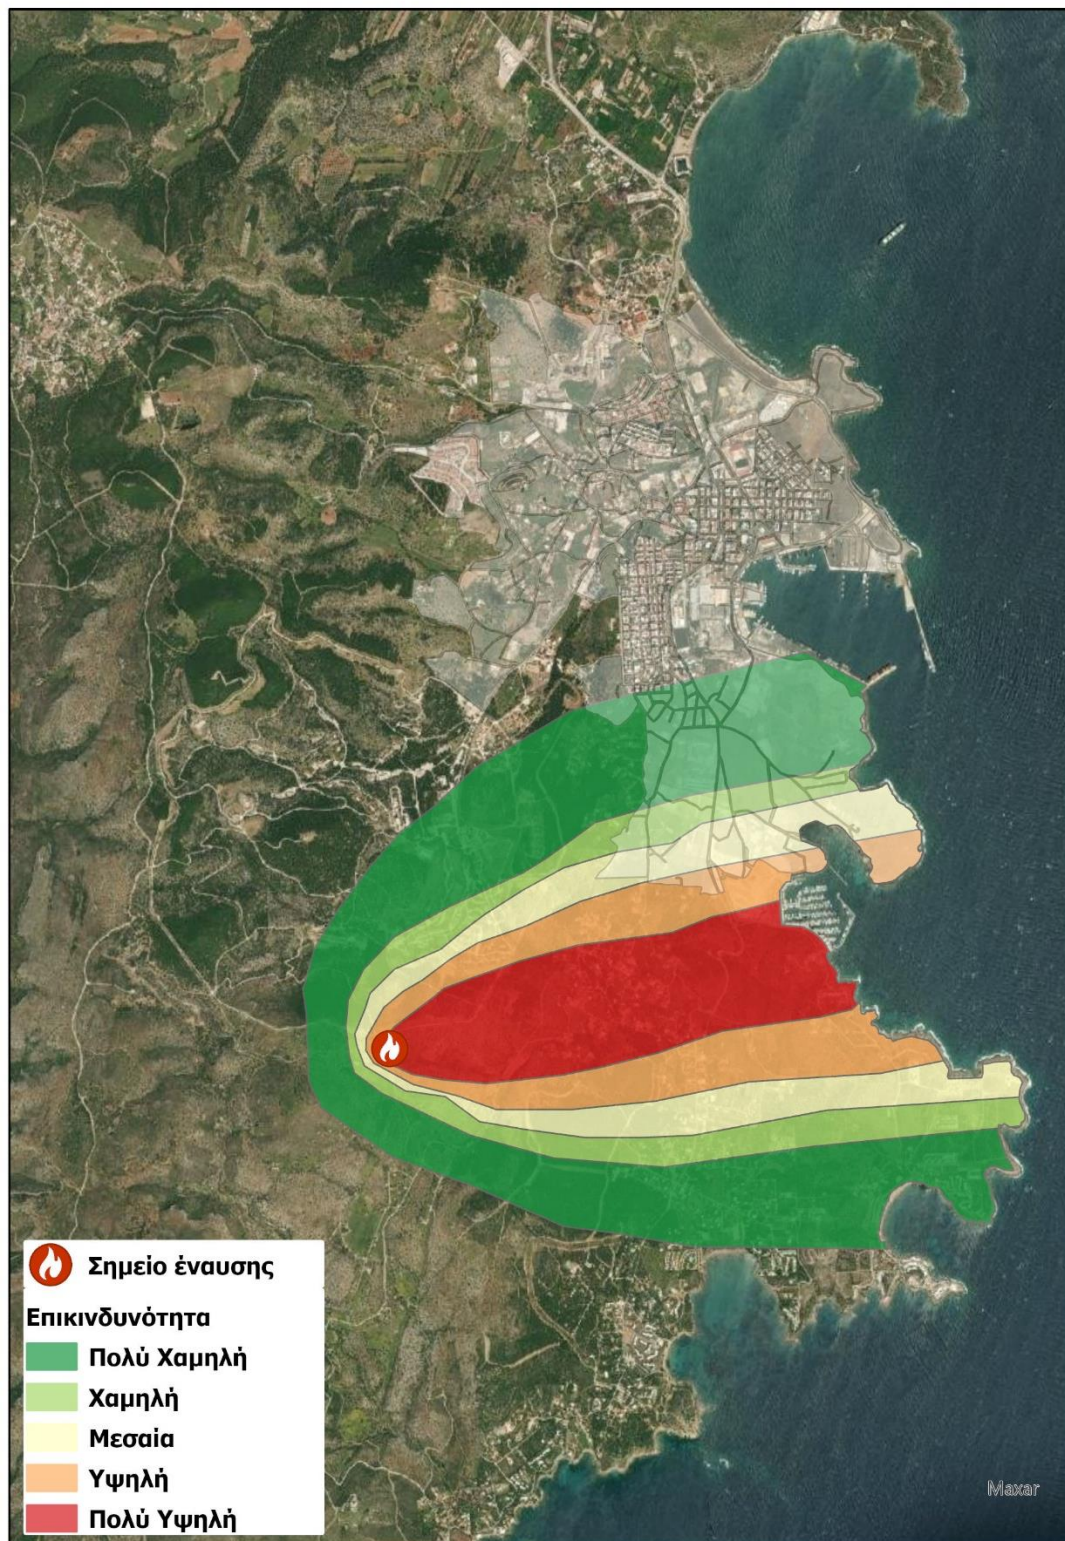 Maxar
Σημείο έναυσης
Επικινδυνότητα
Πολύ Χαμηλή
Χαμηλή
Μεσαία
Υψηλή
Πολύ Υψηλή